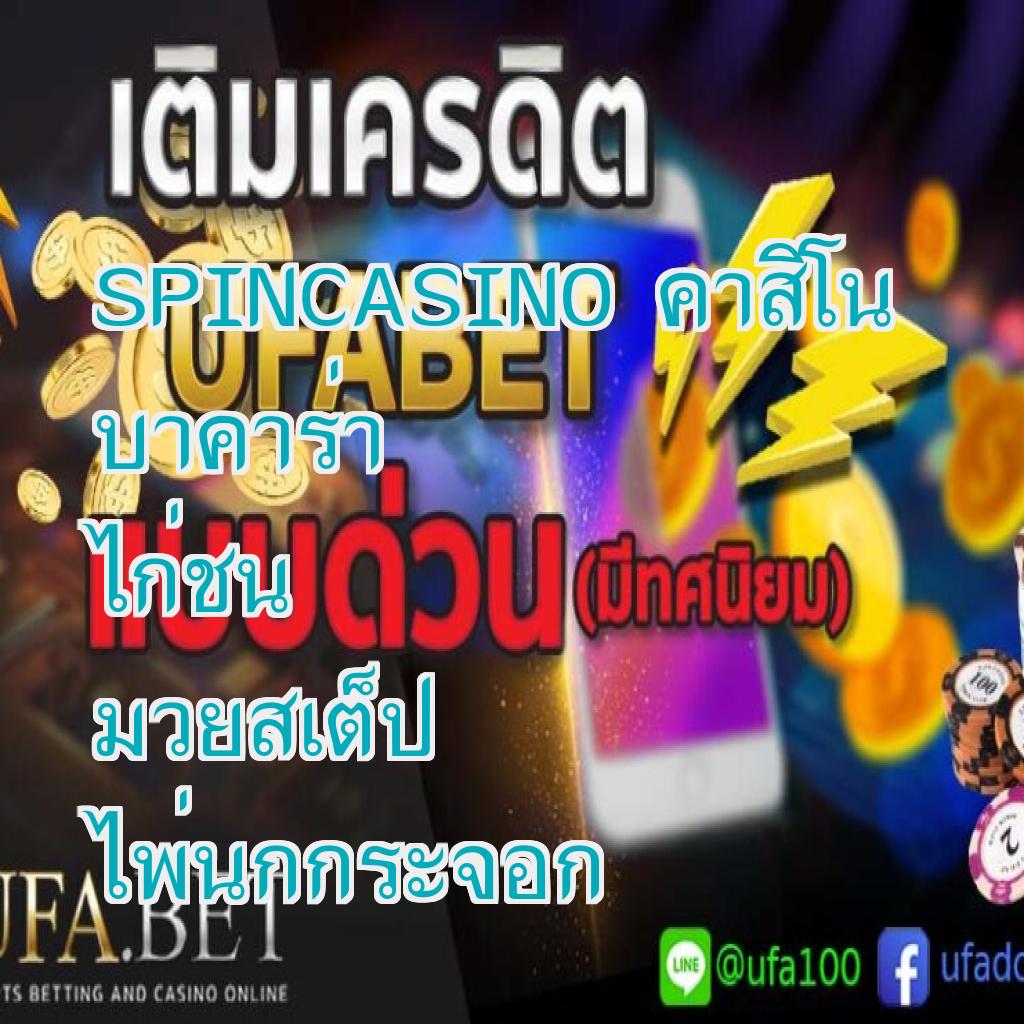 เติมเครดิต
SPINCASINO คาสิโน
UFABET
บาคาร่า
ไก่ชน
แบบด่วน (มีทศนิยม)
มวยสเต็ป
ไพ่นกกระจอก
UFA.BET
TS BETTING AND CASINO ONLINE
LINE @ufa100
f ufado
100